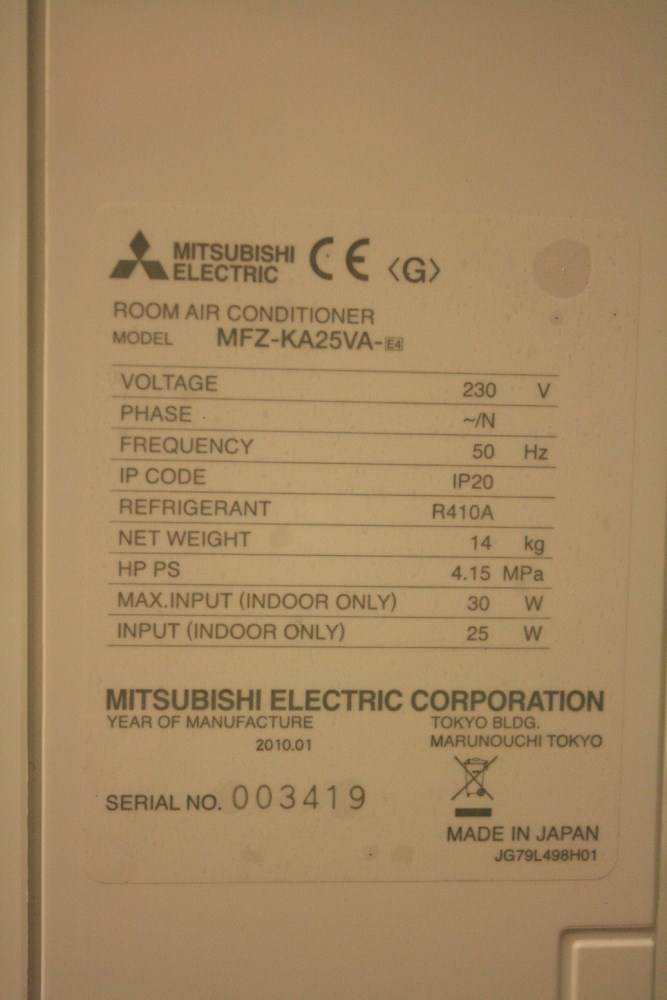 MITSUBISHI
ELECTRIC
CE <G>
ROOM AIR CONDITIONER
MODEL MFZ-KA25VA-E4
VOLTAGE 230 V
PHASE ~/N
FREQUENCY 50 Hz
IP CODE IP20
REFRIGERANT R410A
NET WEIGHT 14 kg
HP PS 4.15 MPa
MAX.INPUT (INDOOR ONLY) 30 W
INPUT (INDOOR ONLY) 25 W
MITSUBISHI ELECTRIC CORPORATION
YEAR OF MANUFACTURE TOKYO BLDG.
2010.01 MARUNOUCHI TOKYO
SERIAL NO. 003419
MADE IN JAPAN
JG79L498H01